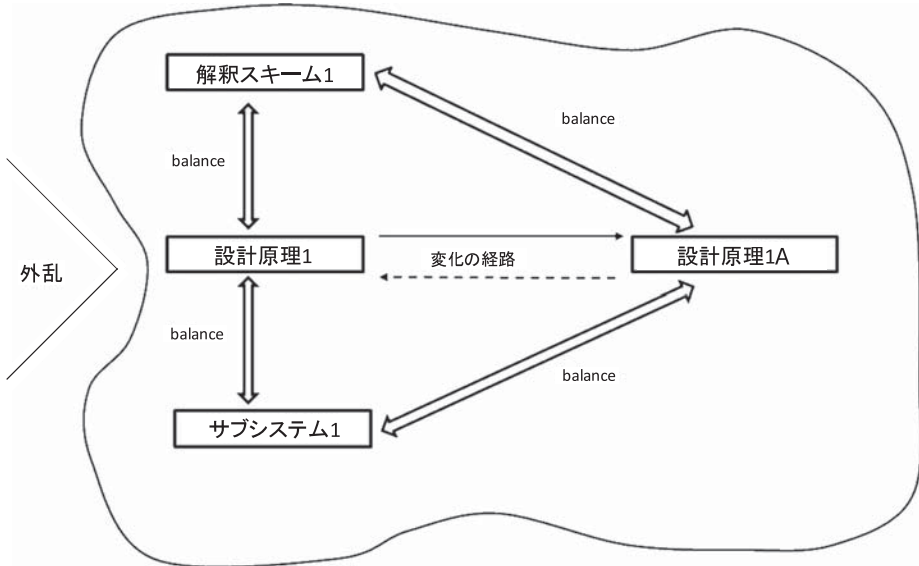 解釈スキーム1
balance
balance
設計原理1
変化の経路
設計原理1A
外乱
balance
balance
サブシステム1